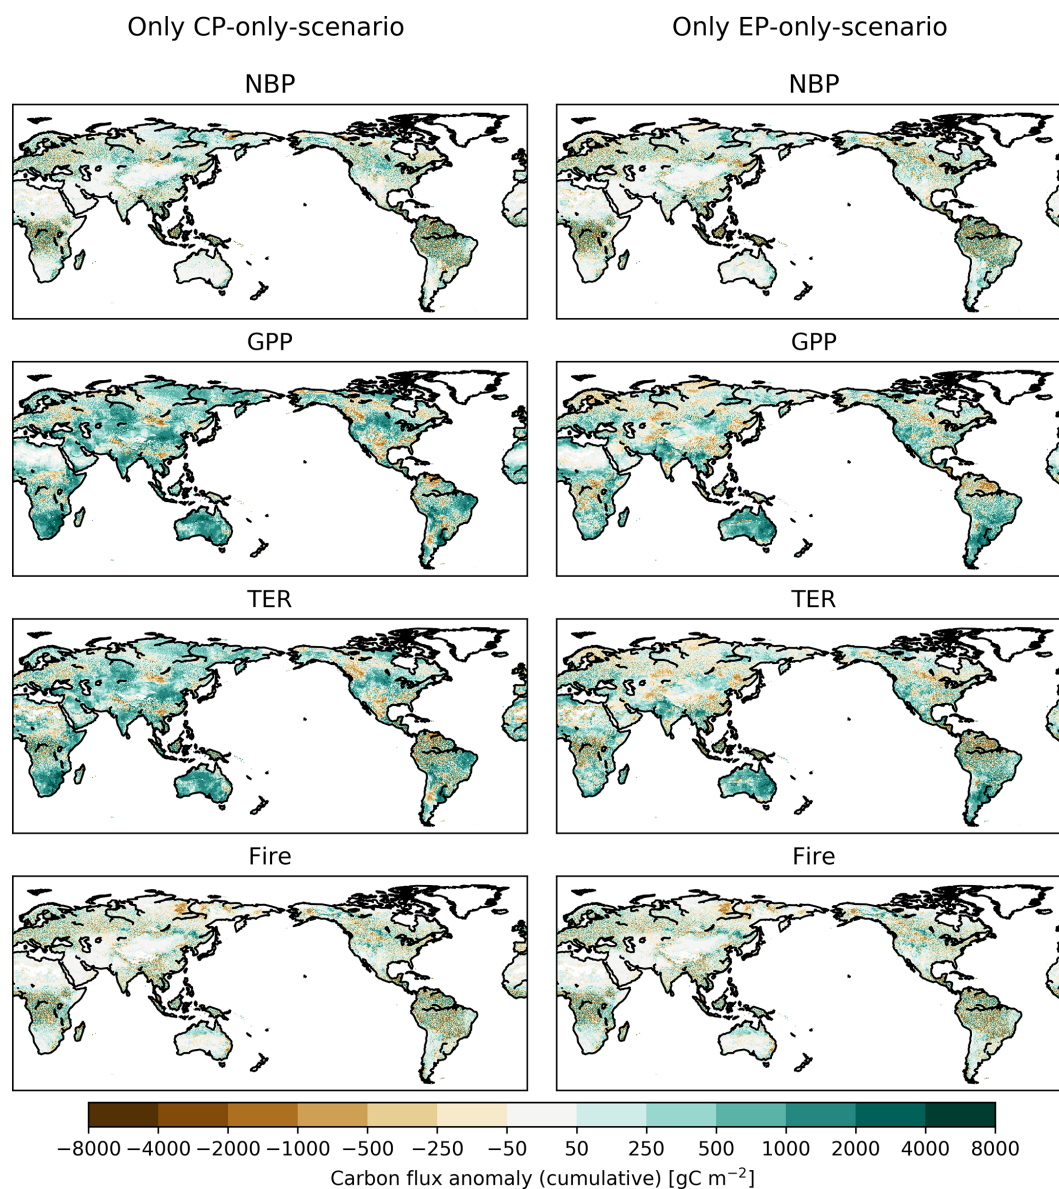 Only CP-only-scenario Only EP-only-scenario
NBP NBP
GPP GPP
TER TER
Fire Fire
−8000 −4000 −2000 −1000 −500 −250 −50 50 250 500 1000 2000 4000 8000
Carbon flux anomaly (cumulative) [gC m⁻²]